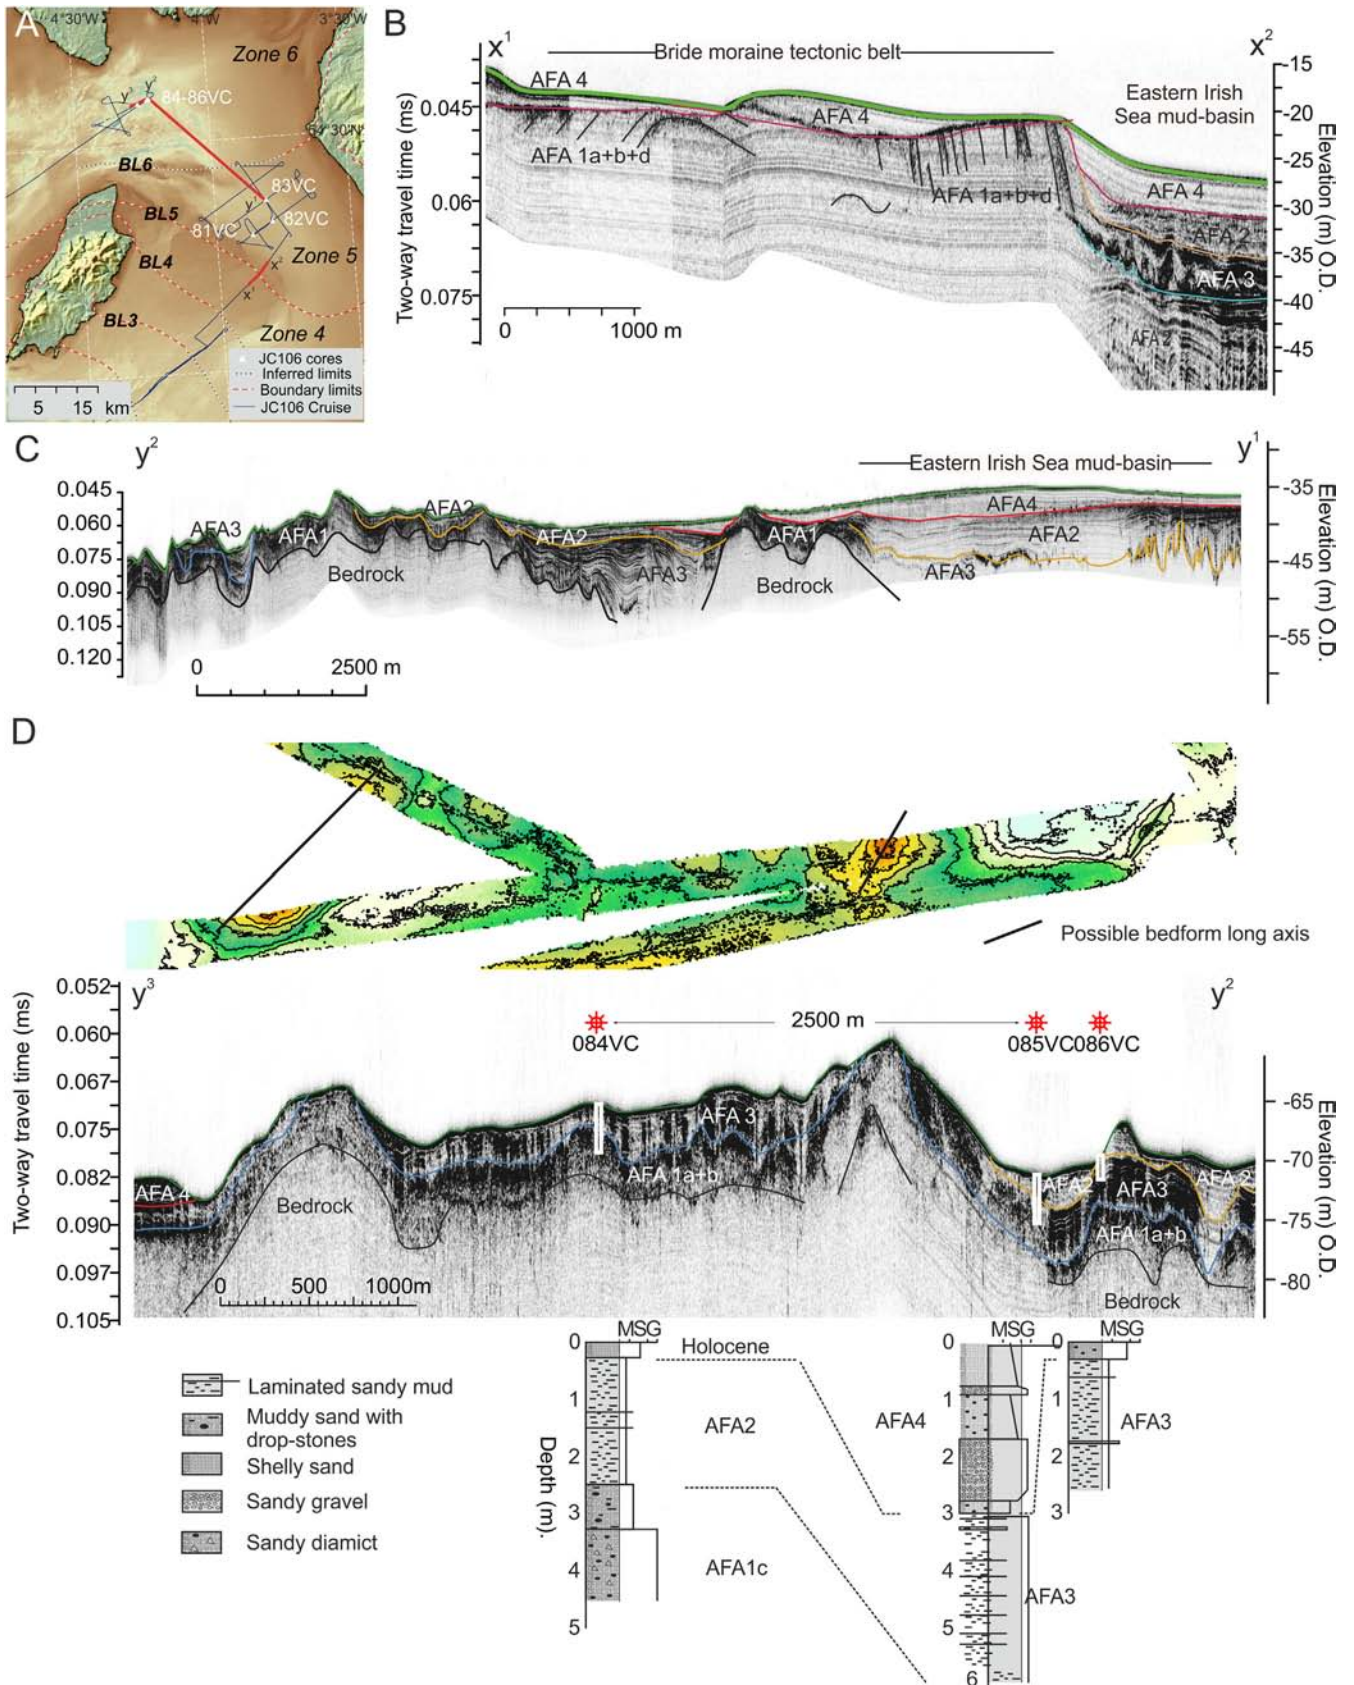 A
4°30'W
4°W
3°30'W
Zone 6
y³
y²
84-86VC
54°30'N
BL6
83VC
y¹
BL5
81VC
82VC
BL4
x²
Zone 5
x¹
BL3
Zone 4
JC106 cores
Inferred limits
Boundary limits
JC106 Cruise
5 15 km
B
x¹
Bride moraine tectonic belt
x²
Two-way travel time (ms)
0.045
0.06
0.075
AFA 4
AFA 4
AFA 1a+b+d
AFA 1a+b+d
Eastern Irish
Sea mud-basin
AFA 4
AFA 2
AFA 3
AFA2
0 1000 m
-15
-20
-25
-30
-35
-40
-45
Elevation (m) O.D.
C
y²
y¹
Eastern Irish Sea mud-basin
0.045
0.060
0.075
0.090
0.105
0.120
AFA3
AFA1
AFA2
AFA2
AFA3
AFA1
AFA4
AFA2
AFA3
Bedrock
Bedrock
0 2500 m
-35
-45
-55
Elevation (m) O.D.
D
Possible bedform long axis
y³
y²
Two-way travel time (ms)
0.052
0.060
0.067
0.075
0.082
0.090
0.097
0.105
2500 m
084VC
085VC
086VC
AFA 4
Bedrock
AFA 3
AFA 1a+b
AFA2
AFA3
AFA 2
AFA 1a+b
Bedrock
0 500 1000m
-65
-70
-75
-80
Elevation (m) O.D.
Laminated sandy mud
Muddy sand with
drop-stones
Shelly sand
Sandy gravel
Sandy diamict
Depth (m).
MSG
0
1
2
3
4
5
Holocene
AFA2
AFA1c
MSG
0
1
2
3
4
5
6
AFA4
AFA3
MSG
0
1
2
3
AFA3